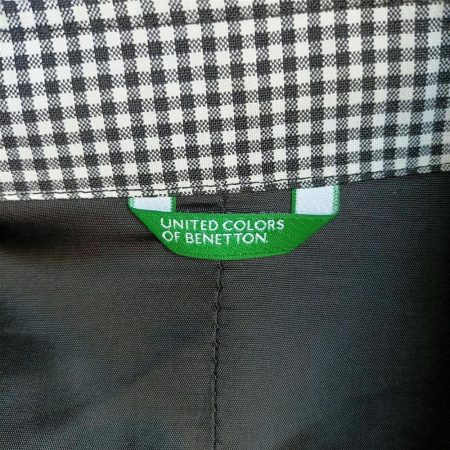 UNITED COLORS
OF BENETTON.